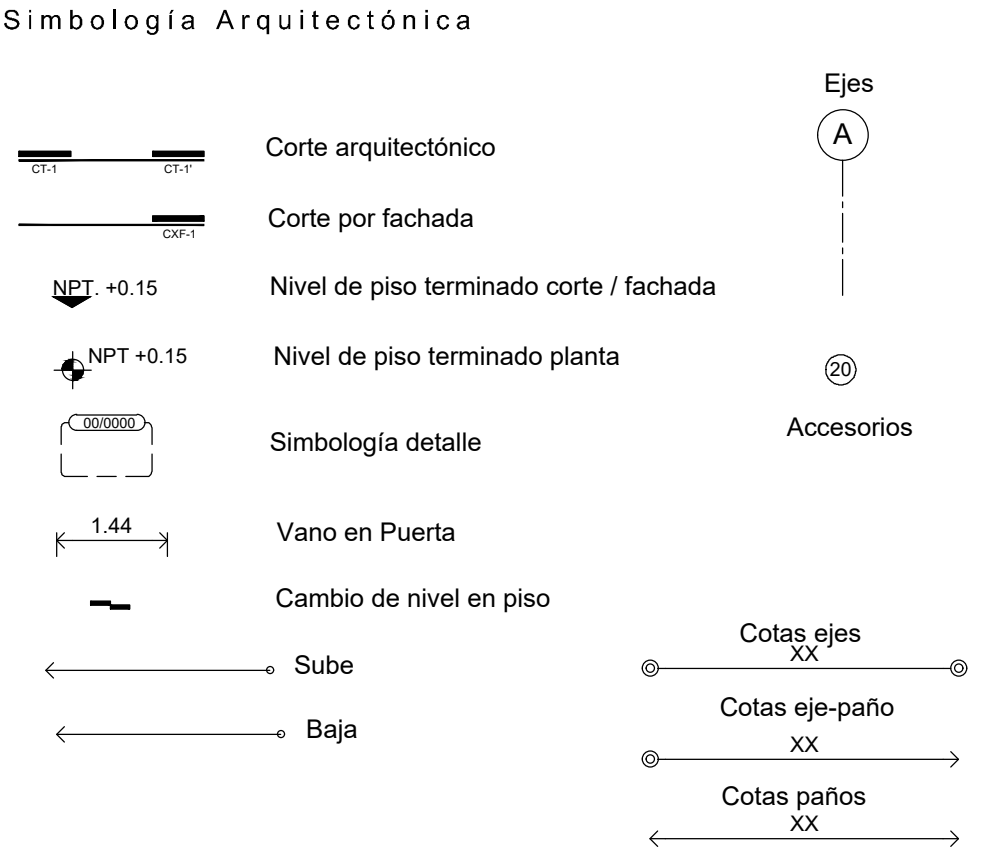 Simbología Arquitectónica
CT-1
CT-1'
Corte arquitectónico
CXF-1
Corte por fachada
NPT. +0.15
Nivel de piso terminado corte / fachada
NPT +0.15
Nivel de piso terminado planta
00/0000
Simbología detalle
1.44
Vano en Puerta
Cambio de nivel en piso
Sube
Baja
Ejes
A
20
Accesorios
Cotas ejes
XX
Cotas eje-paño
XX
Cotas paños
XX